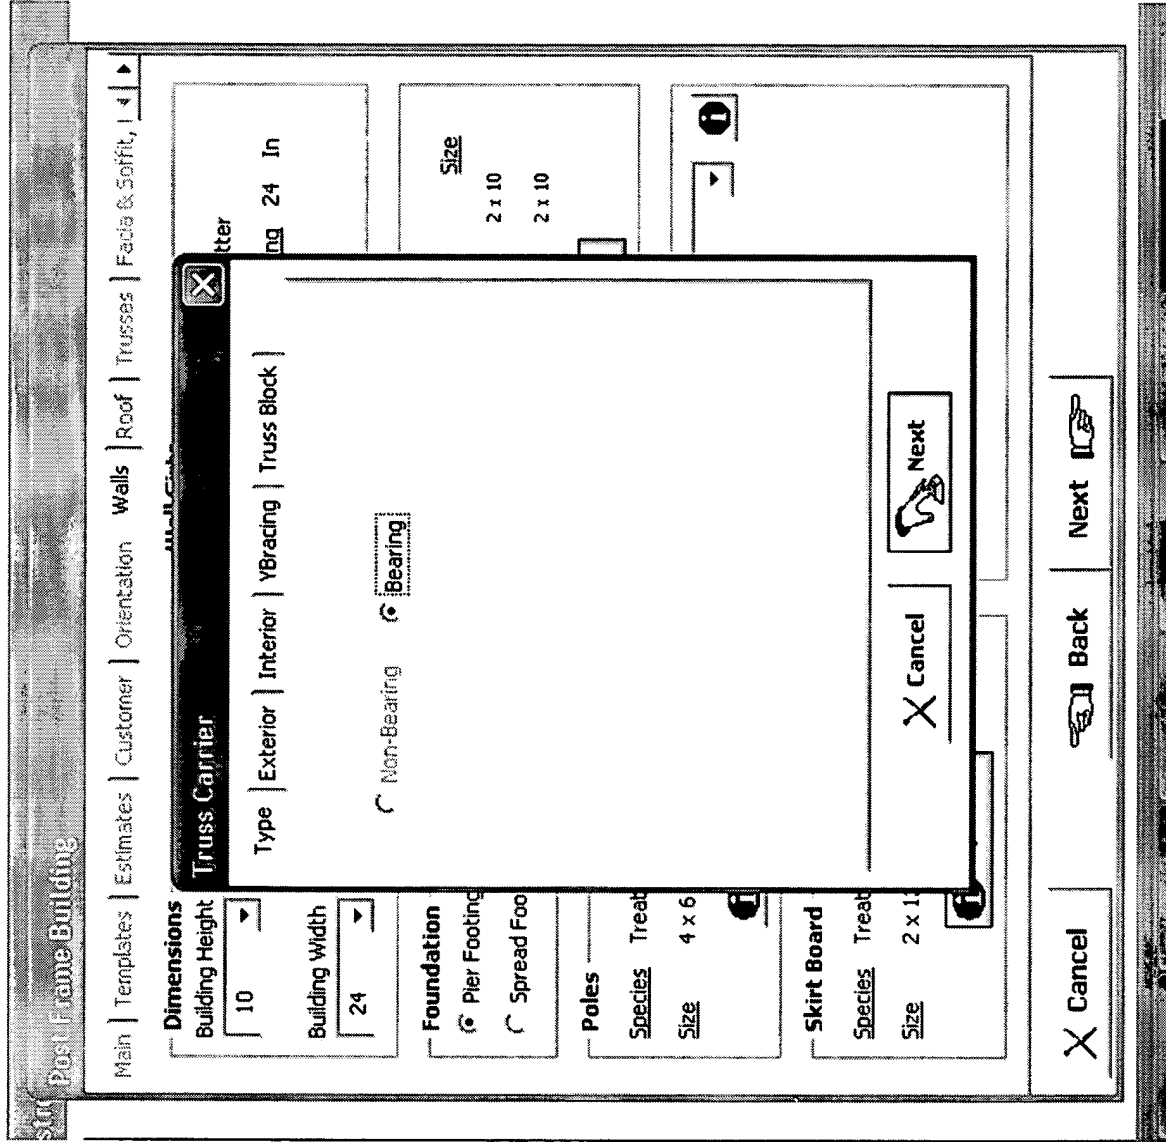 Post Frame Building
Main Templates Estimates Customer Orientation Walls Roof Trusses Facia & Soffit,
Dimensions
Building Height
10
Building Width
24
Foundation
Pier Footing
Spread Foo
Poles
Species Treat
Size 4 x 6
Skirt Board
Species Treat
Size 2 x 1
tter
ng 24 In
Size
2 x 10
2 x 10
Truss Carrier
Type Exterior Interior YBracing Truss Block
Non-Bearing Bearing
Cancel Next
Cancel Back Next